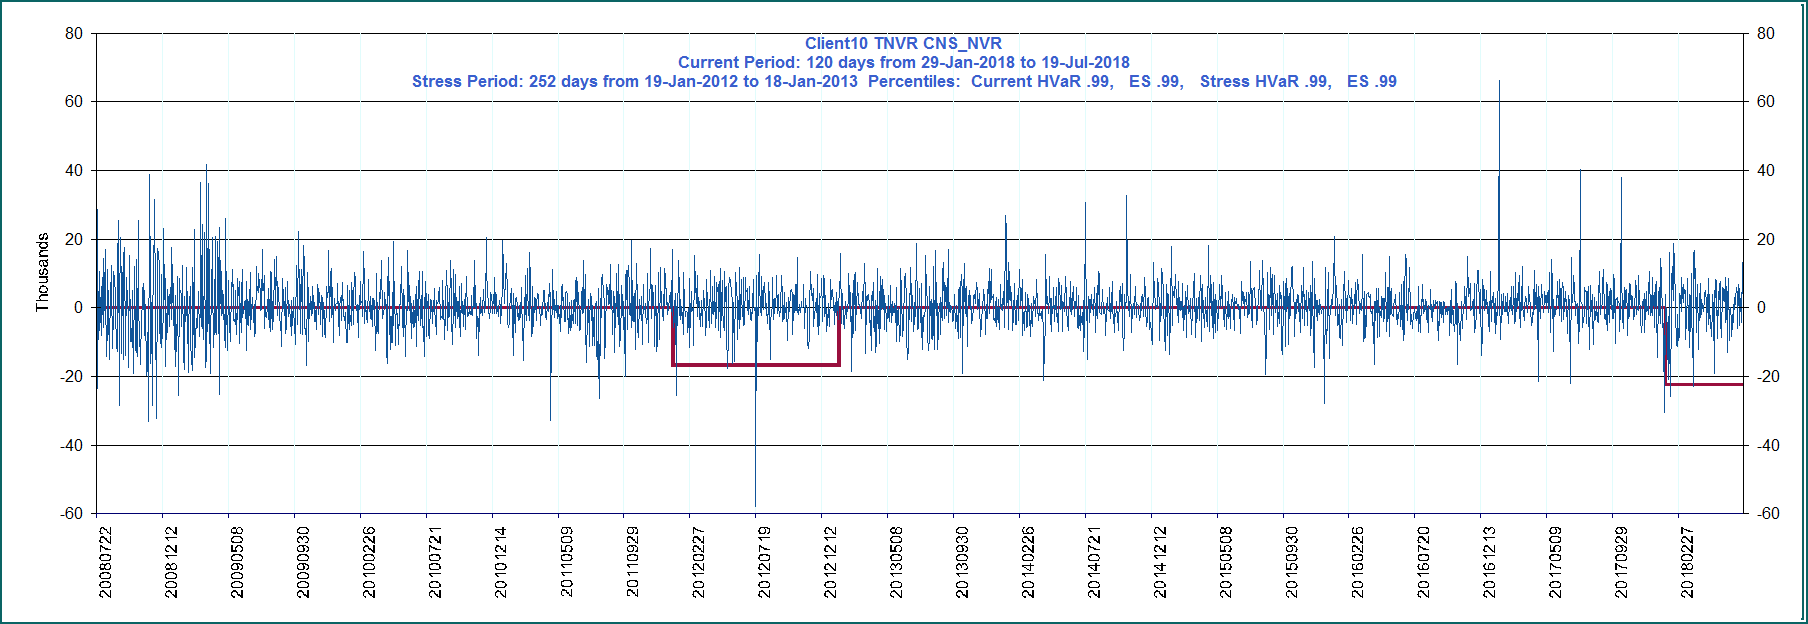 Client10 TNVR CNS_NVR
Current Period: 120 days from 29-Jan-2018 to 19-Jul-2018
Stress Period: 252 days from 19-Jan-2012 to 18-Jan-2013  Percentiles:  Current HVaR .99,   ES .99,   Stress HVaR .99,   ES .99
80 80
60 60
40 40
20 20
0 0
-20 -20
-40 -40
-60 -60
Thousands
20080722 20081212 20090508 20090930 20100226 20100721 20101214 20110509 20110929 20120227 20120719 20121212 20130508 20130930 20140226 20140721 20141212 20150508 20150930 20160226 20160720 20161213 20170509 20170929 20180227